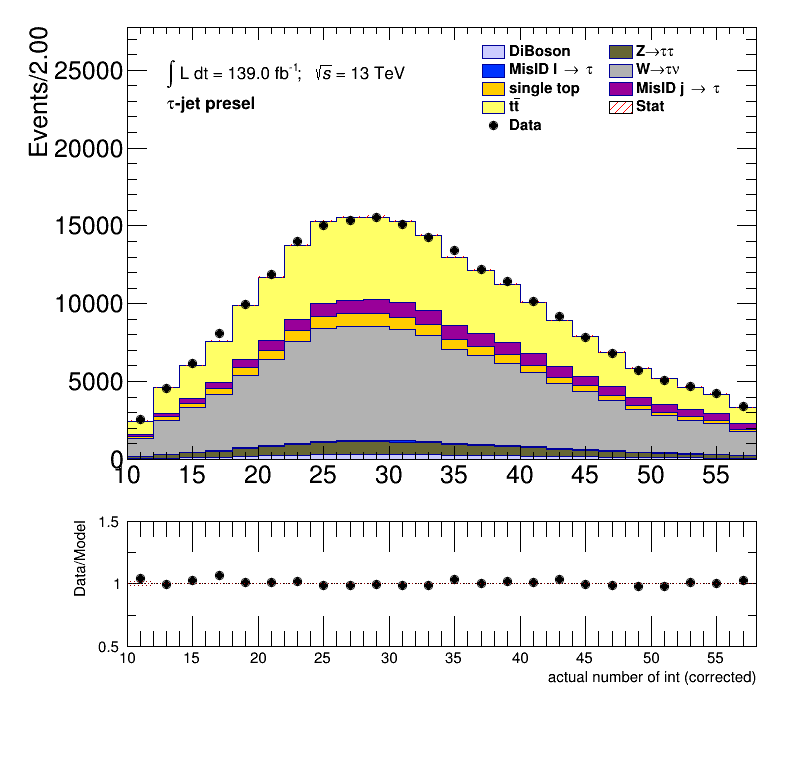 Events/2.00
25000
20000
15000
10000
5000
0
∫ L dt = 139.0 fb⁻¹; √s = 13 TeV
τ-jet presel
DiBoson
MisID l → τ
single top
tt̄
Data
Z→ττ
W→τν
MisID j → τ
Stat
10 15 20 25 30 35 40 45 50 55
Data/Model
1.5
1
0.5
10 15 20 25 30 35 40 45 50 55
actual number of int (corrected)